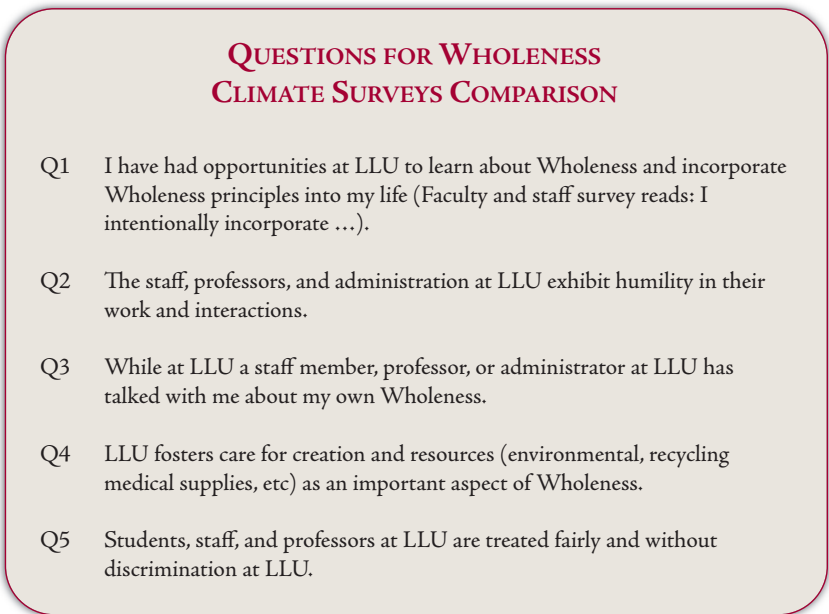 Questions for Wholeness
Climate Surveys Comparison
Q1 I have had opportunities at LLU to learn about Wholeness and incorporate
Wholeness principles into my life (Faculty and staff survey reads: I
intentionally incorporate …).
Q2 The staff, professors, and administration at LLU exhibit humility in their
work and interactions.
Q3 While at LLU a staff member, professor, or administrator at LLU has
talked with me about my own Wholeness.
Q4 LLU fosters care for creation and resources (environmental, recycling
medical supplies, etc) as an important aspect of Wholeness.
Q5 Students, staff, and professors at LLU are treated fairly and without
discrimination at LLU.